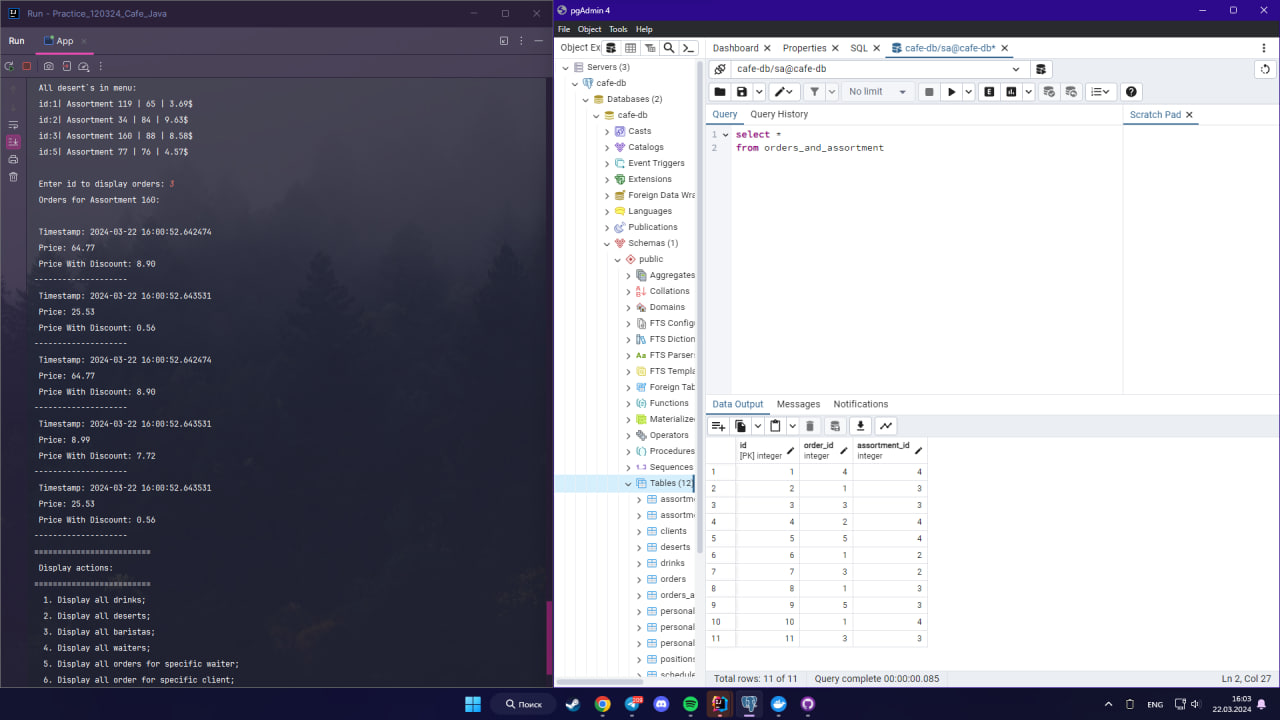 Run - Practice_120324_Cafe_Java
Run
App
All desert`s in menu:
id:1| Assortment 119 | 65 | 3.69$
id:2| Assortment 34 | 84 | 9.63$
id:3| Assortment 160 | 88 | 8.58$
id:5| Assortment 77 | 76 | 4.57$
Enter id to display orders: 3
Orders for Assortment 160:
Timestamp: 2024-03-22 16:00:52.642474
Price: 64.77
Price With Discount: 8.90
--------------------
Timestamp: 2024-03-22 16:00:52.643531
Price: 25.53
Price With Discount: 0.56
--------------------
Timestamp: 2024-03-22 16:00:52.642474
Price: 64.77
Price With Discount: 8.90
--------------------
Timestamp: 2024-03-22 16:00:52.643531
Price: 8.99
Price With Discount: 7.72
--------------------
Timestamp: 2024-03-22 16:00:52.643531
Price: 25.53
Price With Discount: 0.56
--------------------
=========================
Display actions:
=========================
1. Display all drinks;
2. Display all deserts;
3. Display all baristas;
4. Display all waiters;
5. Display all orders for specific waiter;
6. Display all order for specific client;
pgAdmin 4
File Object Tools Help
Object Ex
Servers (3)
cafe-db
Databases (2)
cafe-db
Casts
Catalogs
Event Triggers
Extensions
Foreign Data Wra
Languages
Publications
Schemas (1)
public
Aggregates
Collations
Domains
FTS Config
FTS Diction
FTS Parsers
FTS Templa
Foreign Tab
Functions
Materialize
Operators
Procedures
1..3 Sequences
Tables (12)
assortme
assortme
clients
deserts
drinks
orders
orders_a
personal
personal
personal
positions
schedule
Dashboard Properties SQL cafe-db/sa@cafe-db*
cafe-db/sa@cafe-db
No limit
Query Query History
Scratch Pad
1 select *
2 from orders_and_assortment
Data Output Messages Notifications
id order_id assortment_id
[PK] integer integer integer
1 1 4 4
2 2 1 3
3 3 3 3
4 4 2 4
5 5 5 4
6 6 1 2
7 7 3 2
8 8 1 3
9 9 5 3
10 10 1 4
11 11 3 3
Total rows: 11 of 11 Query complete 00:00:00.085 Ln 2, Col 27
Поиск
ENG
16:03
22.03.2024